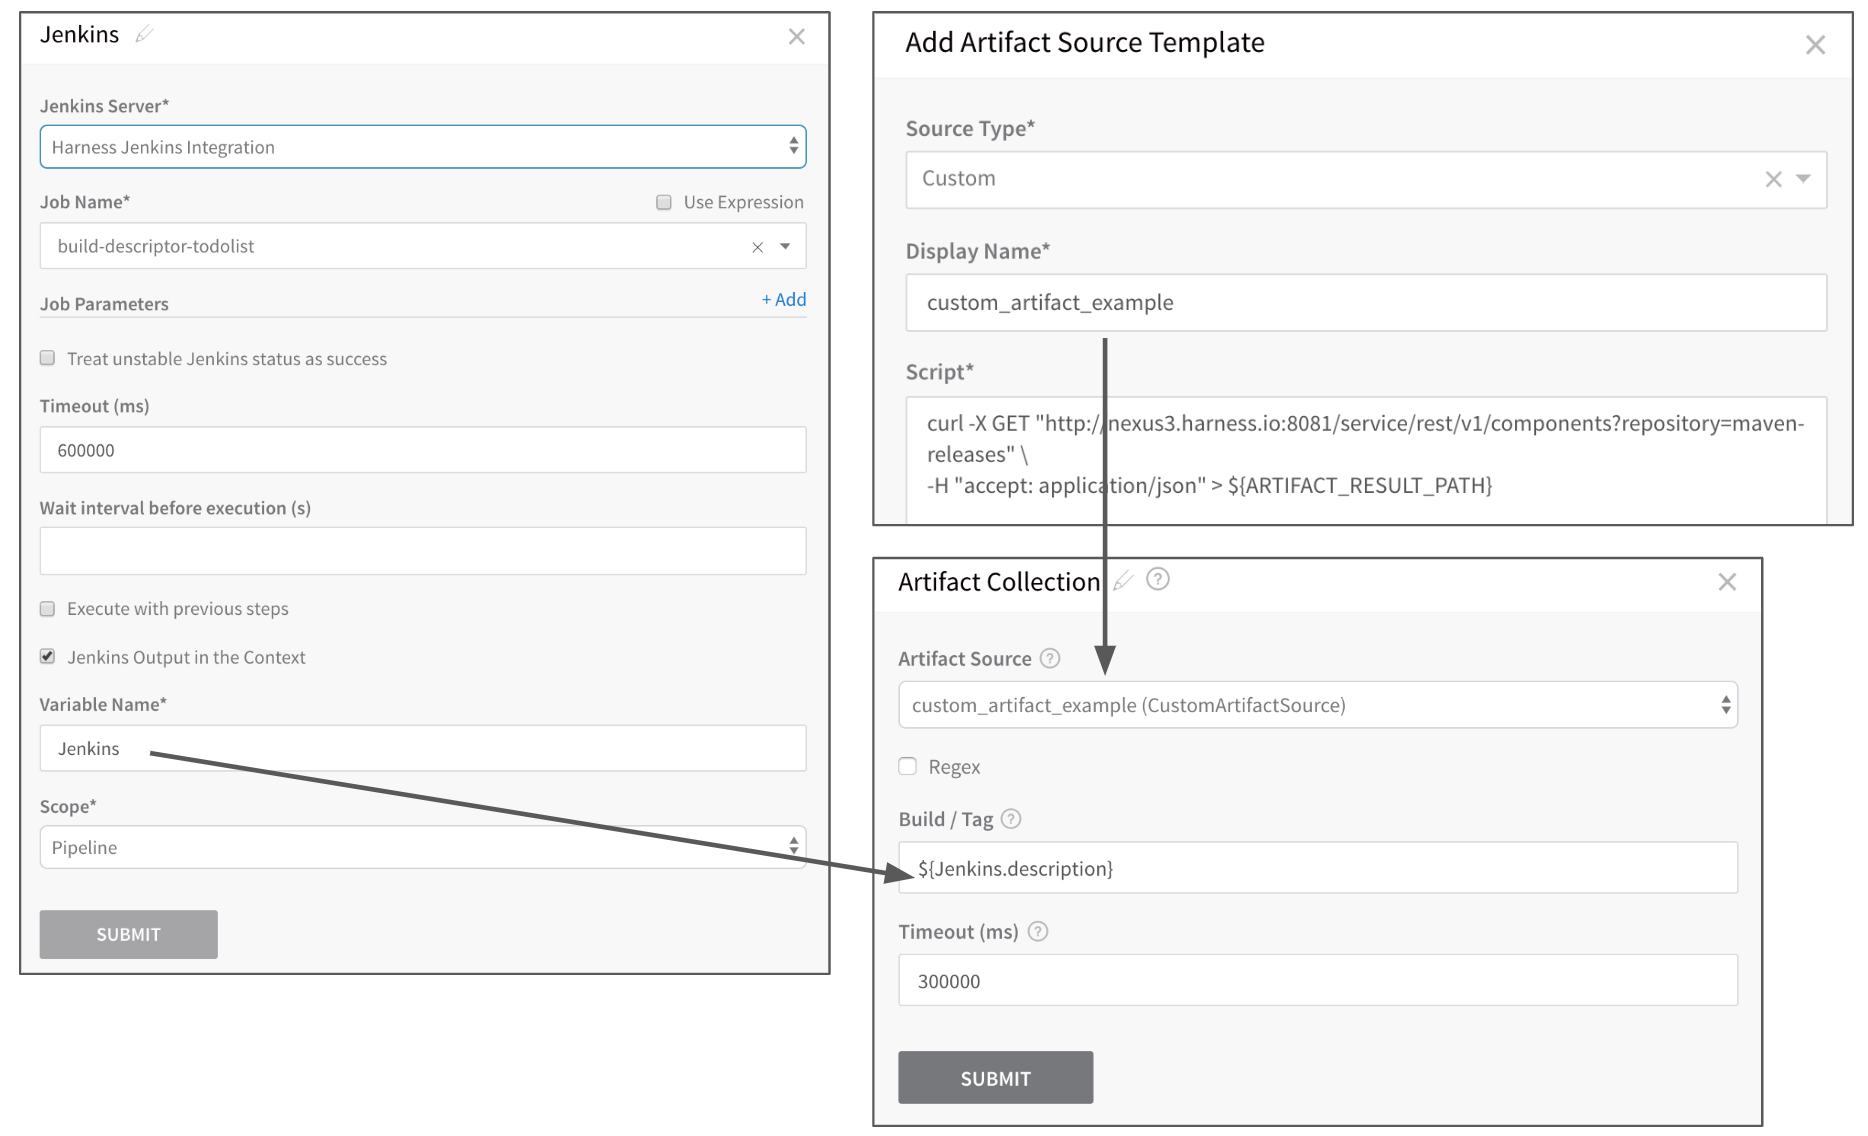 Jenkins
Jenkins Server*
Harness Jenkins Integration
Job Name*
Use Expression
build-descriptor-todolist
Job Parameters
+ Add
Treat unstable Jenkins status as success
Timeout (ms)
600000
Wait interval before execution (s)
Execute with previous steps
Jenkins Output in the Context
Variable Name*
Jenkins
Scope*
Pipeline
SUBMIT
Add Artifact Source Template
Source Type*
Custom
Display Name*
custom_artifact_example
Script*
curl -X GET "http://nexus3.harness.io:8081/service/rest/v1/components?repository=maven-
releases" \
-H "accept: application/json" > ${ARTIFACT_RESULT_PATH}
Artifact Collection
Artifact Source
custom_artifact_example (CustomArtifactSource)
Regex
Build / Tag
${Jenkins.description}
Timeout (ms)
300000
SUBMIT